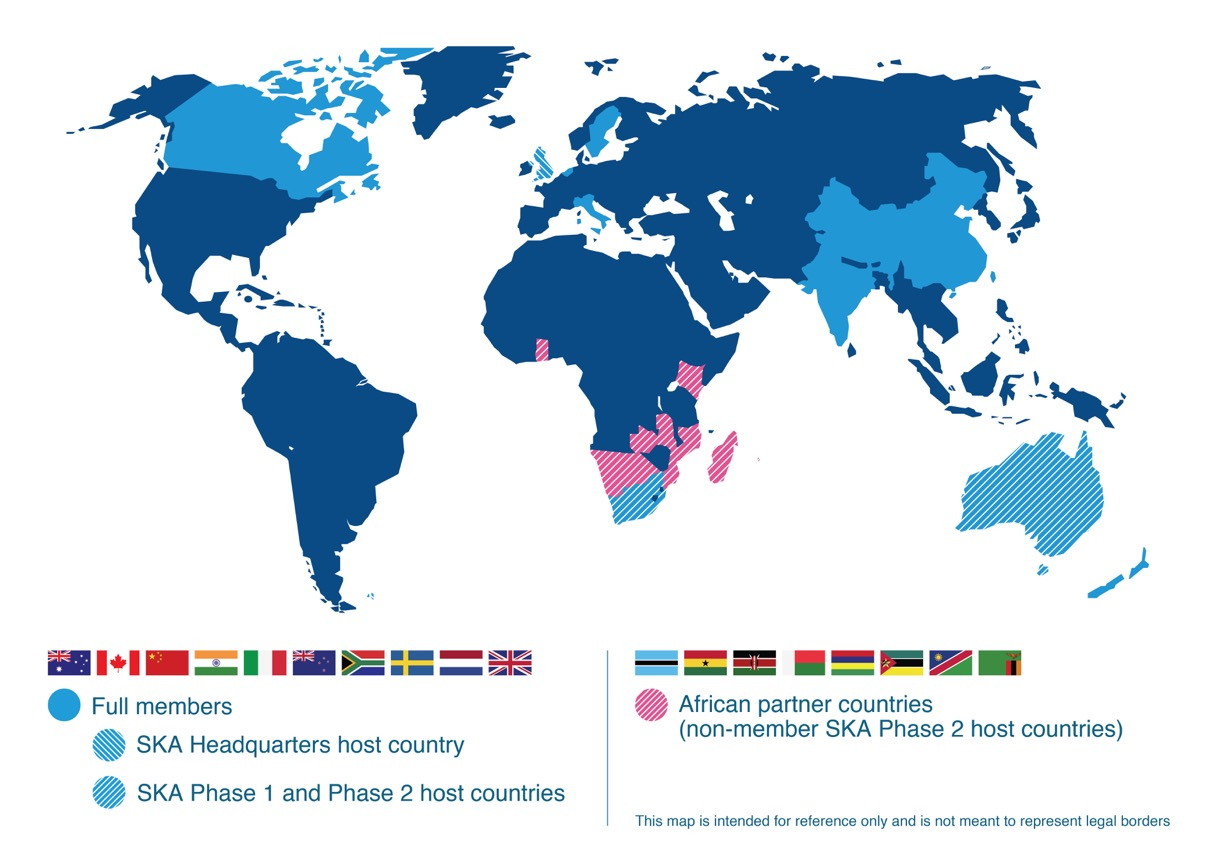 Full members
SKA Headquarters host country
SKA Phase 1 and Phase 2 host countries
African partner countries
(non-member SKA Phase 2 host countries)
This map is intended for reference only and is not meant to represent legal borders